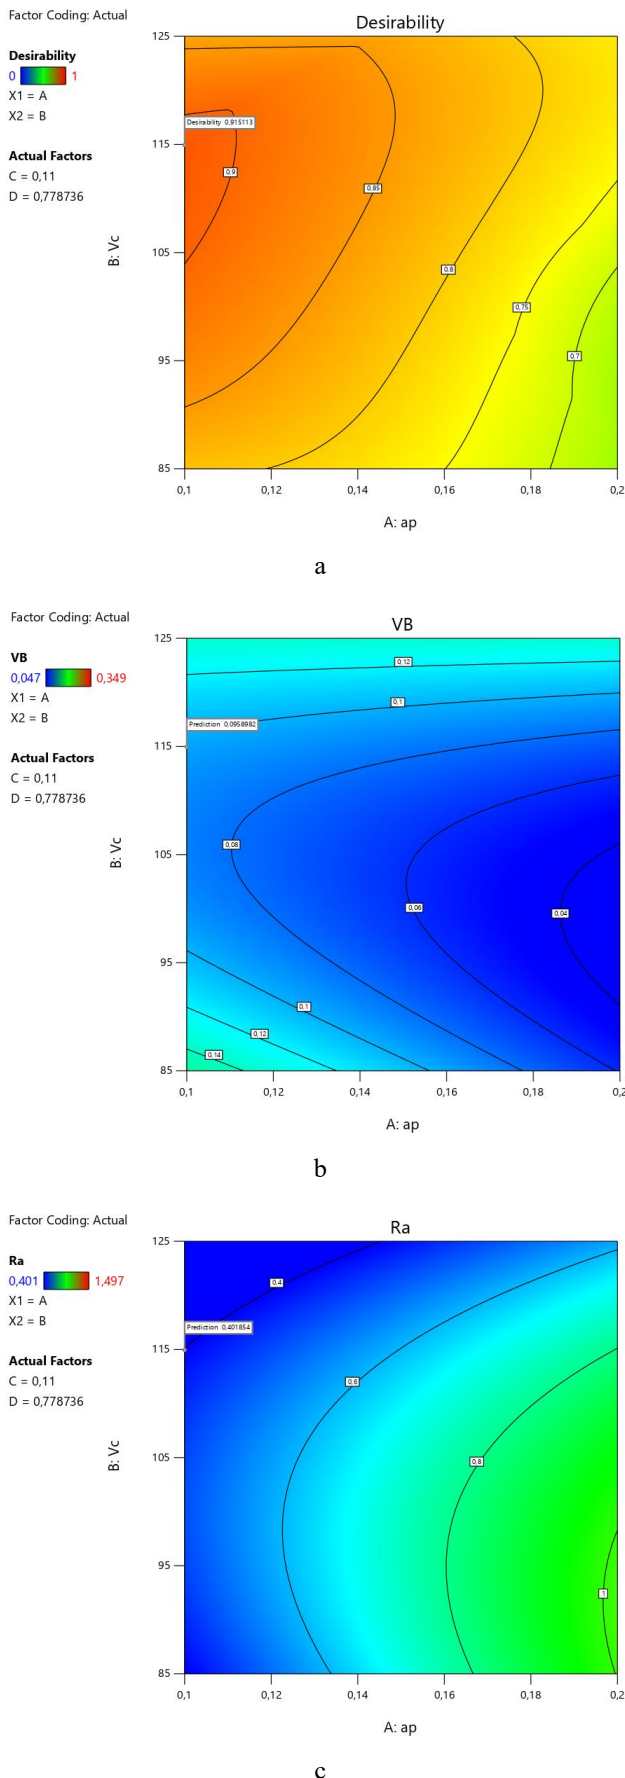 Factor Coding: Actual
Desirability
Desirability
0 1
X1 = A
X2 = B
Actual Factors
C = 0,11
D = 0,778736
B: Vc
125
115
105
95
85
Desirability 0,915113
0,9
0,85
0,8
0,75
0,7
0,1 0,12 0,14 0,16 0,18 0,2
A: ap
a
Factor Coding: Actual
VB
VB
0,047 0,349
X1 = A
X2 = B
Actual Factors
C = 0,11
D = 0,778736
B: Vc
125
115
105
95
85
0,12
0,1
Prediction 0,0958982
0,08
0,06
0,04
0,1
0,12
0,14
0,1 0,12 0,14 0,16 0,18 0,2
A: ap
b
Factor Coding: Actual
Ra
Ra
0,401 1,497
X1 = A
X2 = B
Actual Factors
C = 0,11
D = 0,778736
B: Vc
125
115
105
95
85
0,4
Prediction 0,401854
0,6
0,8
1
0,1 0,12 0,14 0,16 0,18 0,2
A: ap
c